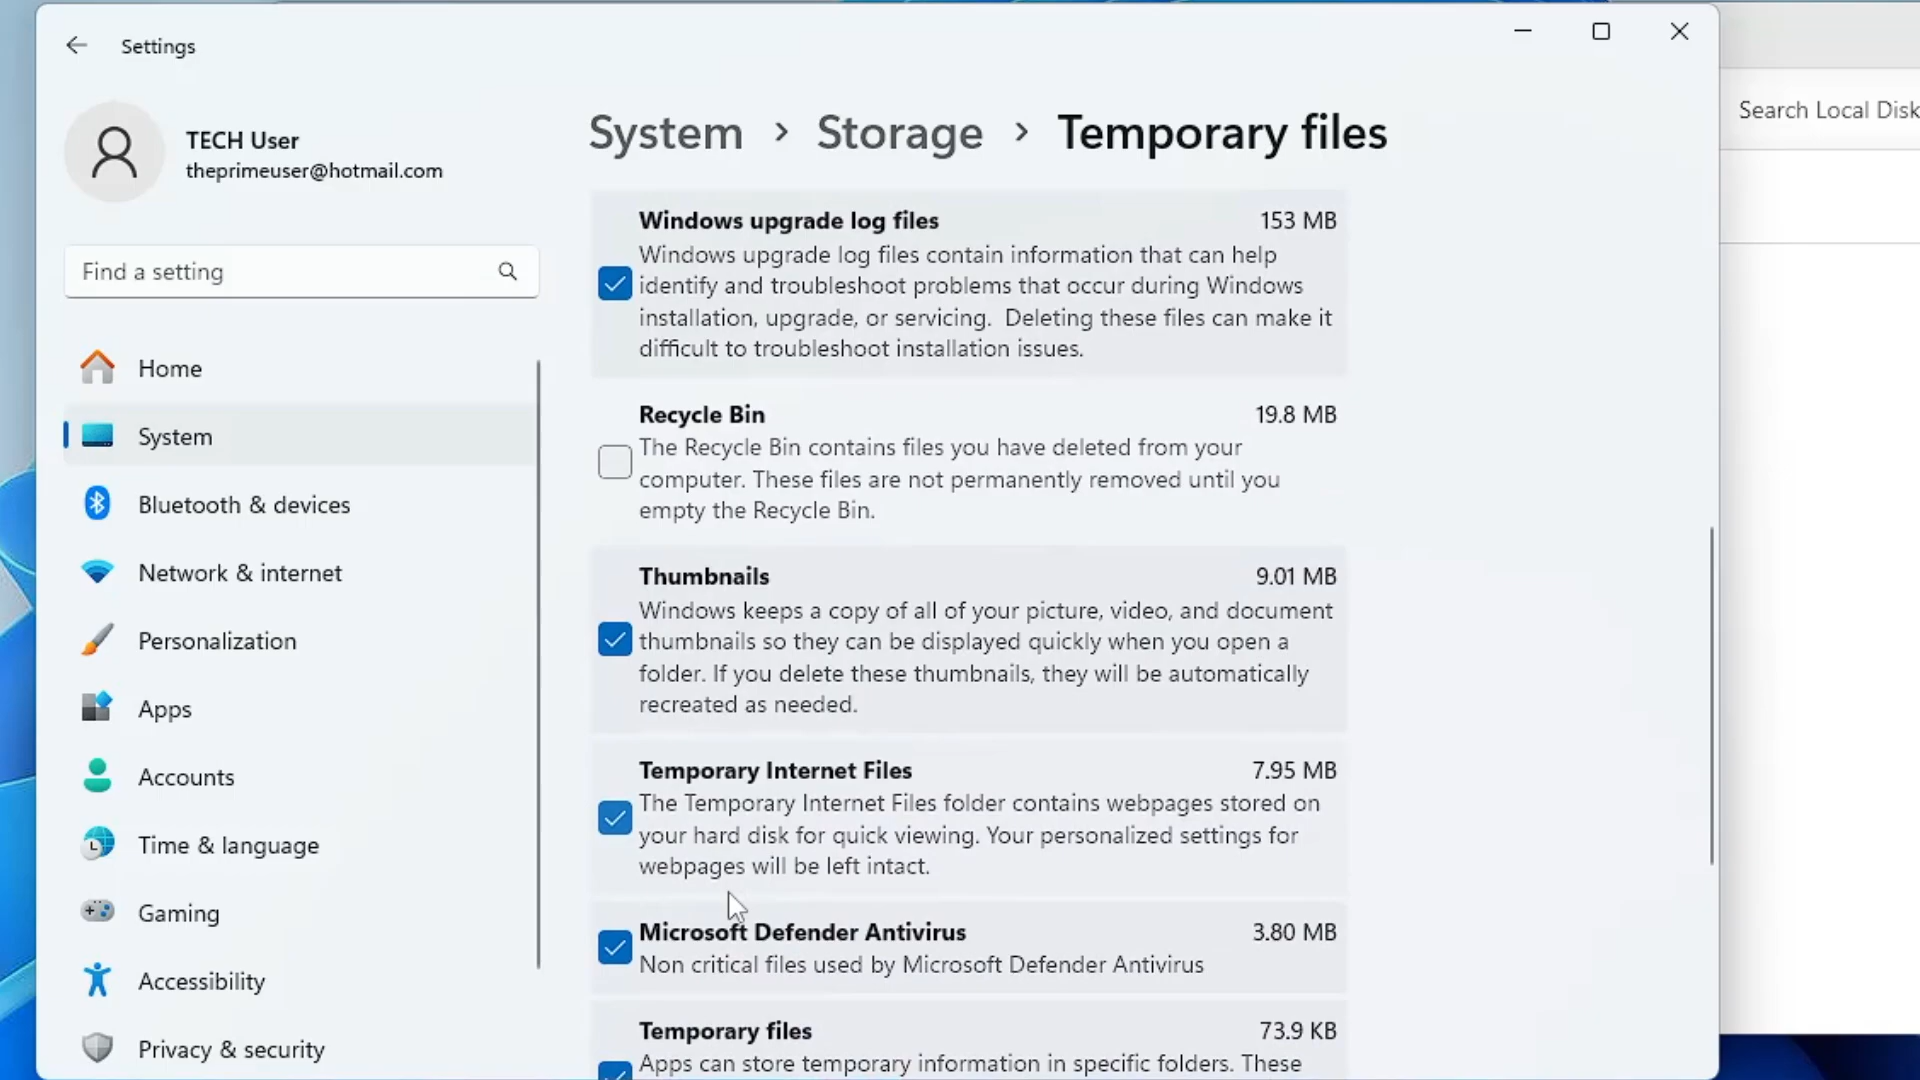 Settings
TECH User
theprimeuser@hotmail.com
Find a setting
Home
System
Bluetooth & devices
Network & internet
Personalization
Apps
Accounts
Time & language
Gaming
Accessibility
Privacy & security
System > Storage > Temporary files
Windows upgrade log files 153 MB
Windows upgrade log files contain information that can help
identify and troubleshoot problems that occur during Windows
installation, upgrade, or servicing. Deleting these files can make it
difficult to troubleshoot installation issues.
Recycle Bin 19.8 MB
The Recycle Bin contains files you have deleted from your
computer. These files are not permanently removed until you
empty the Recycle Bin.
Thumbnails 9.01 MB
Windows keeps a copy of all of your picture, video, and document
thumbnails so they can be displayed quickly when you open a
folder. If you delete these thumbnails, they will be automatically
recreated as needed.
Temporary Internet Files 7.95 MB
The Temporary Internet Files folder contains webpages stored on
your hard disk for quick viewing. Your personalized settings for
webpages will be left intact.
Microsoft Defender Antivirus 3.80 MB
Non critical files used by Microsoft Defender Antivirus
Temporary files 73.9 KB
Apps can store temporary information in specific folders. These
Search Local Disk